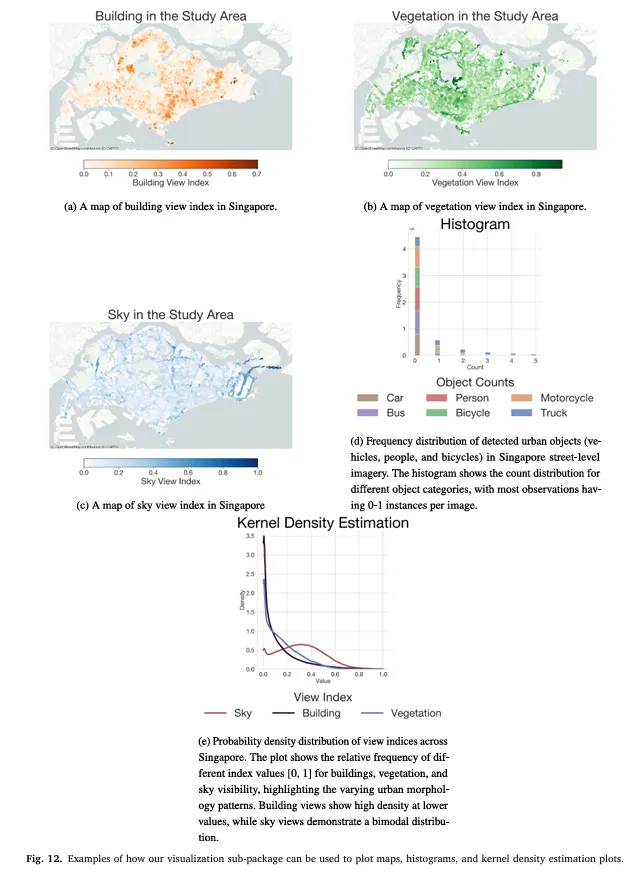 Building in the Study Area
Vegetation in the Study Area
0.0 0.1 0.2 0.3 0.4 0.5 0.6 0.7
Building View Index
0.0 0.2 0.4 0.6 0.8
Vegetation View Index
(a) A map of building view index in Singapore.
(b) A map of vegetation view index in Singapore.
Sky in the Study Area
0.0 0.2 0.4 0.6 0.8 1.0
Sky View Index
(c) A map of sky view index in Singapore
Histogram
4
3
2
1
0
Frequency
0 1 2 3 4 5
Count
Object Counts
Car Person Motorcycle
Bus Bicycle Truck
(d) Frequency distribution of detected urban objects (ve-
hicles, people, and bicycles) in Singapore street-level
imagery. The histogram shows the count distribution for
different object categories, with most observations hav-
ing 0-1 instances per image.
Kernel Density Estimation
3.5
3.0
2.5
2.0
1.5
1.0
0.5
0.0
Density
0.0 0.2 0.4 0.6 0.8 1.0
Value
View Index
Sky Building Vegetation
(e) Probability density distribution of view indices across
Singapore. The plot shows the relative frequency of dif-
ferent index values [0, 1] for buildings, vegetation, and
sky visibility, highlighting the varying urban morphol-
ogy patterns. Building views show high density at lower
values, while sky views demonstrate a bimodal distribu-
tion.
Fig. 12. Examples of how our visualization sub-package can be used to plot maps, histograms, and kernel density estimation plots.